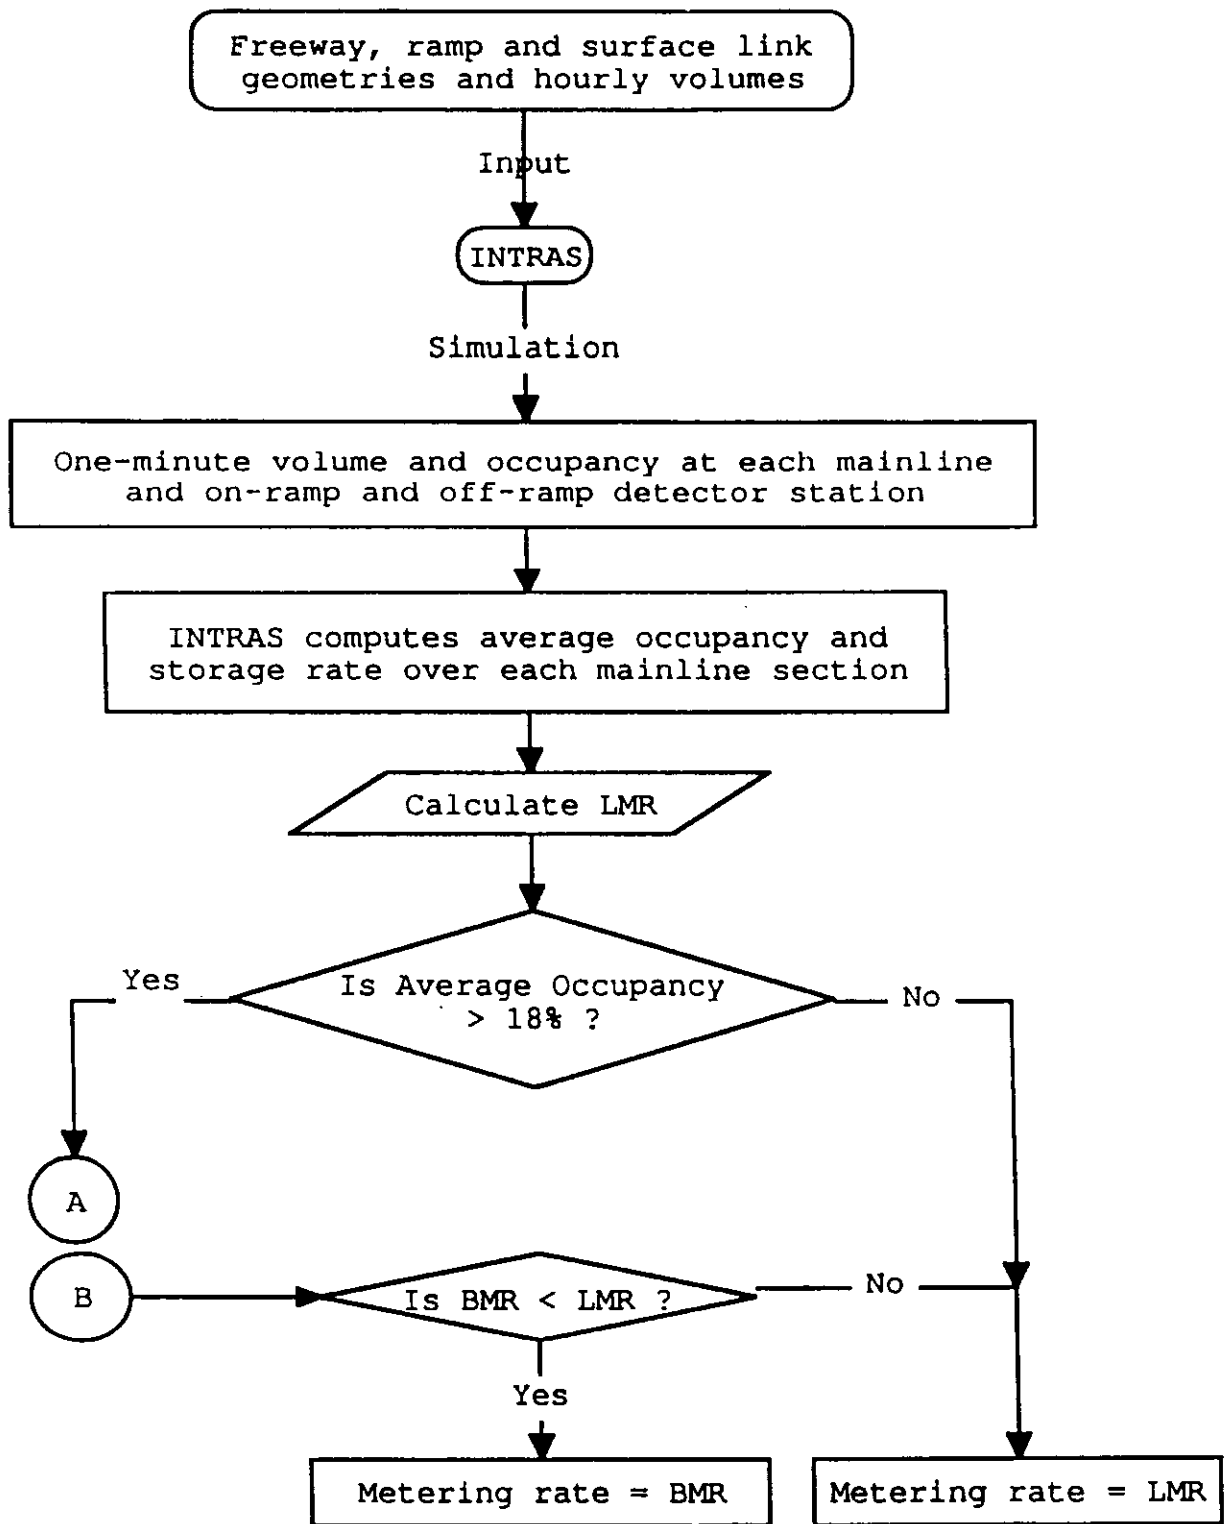 Freeway, ramp and surface link
geometries and hourly volumes
Input
INTRAS
Simulation
One-minute volume and occupancy at each mainline
and on-ramp and off-ramp detector station
INTRAS computes average occupancy and
storage rate over each mainline section
Calculate LMR
Yes
Is Average Occupancy
> 18% ?
No
A
B
Is BMR < LMR ?
No
Yes
Metering rate = BMR
Metering rate = LMR